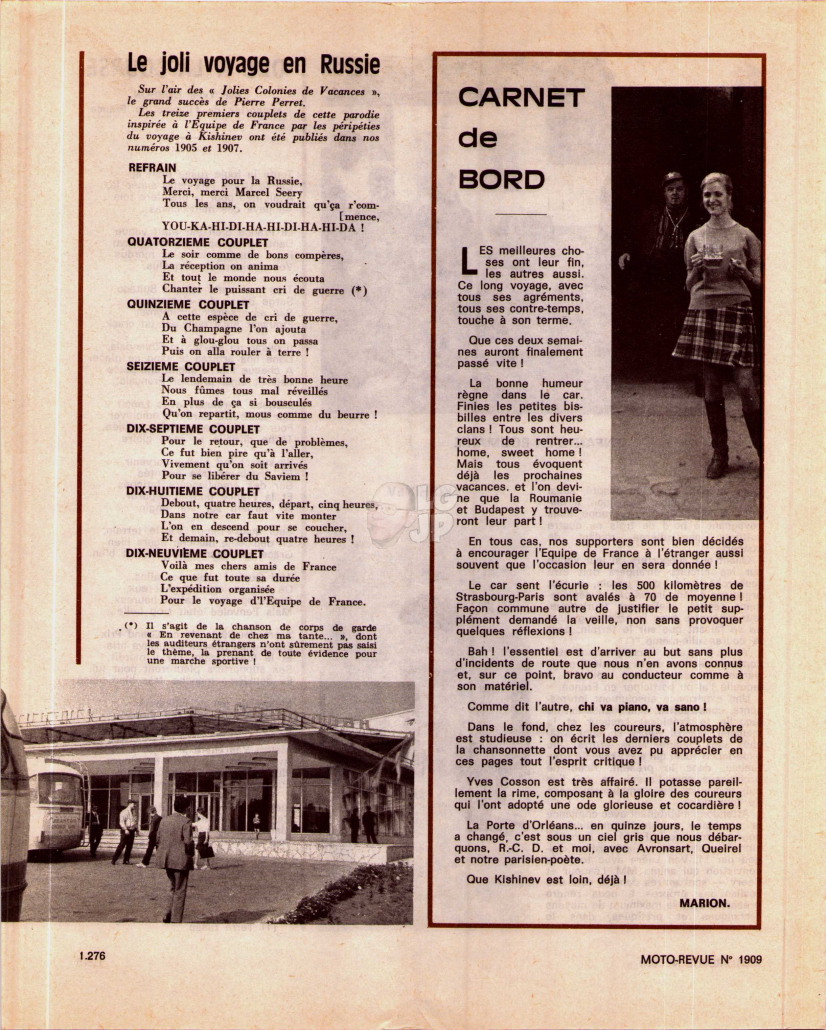 Le joli voyage en Russie
Sur l'air des « Jolies Colonies de Vacances »,
le grand succès de Pierre Perret.
Les treize premiers couplets de cette parodie
inspirée à l'Equipe de France par les péripéties
du voyage à Kishinev ont été publiés dans nos
numéros 1905 et 1907.
REFRAIN
Le voyage pour la Russie,
Merci, merci Marcel Seery
Tous les ans, on voudrait qu'ça r'com-
[mence,
YOU-KA-HI-DI-HA-HI-DI-HA-HI-DA !
QUATORZIEME COUPLET
Le soir comme de bons compères,
La réception on anima
Et tout le monde nous écouta
Chanter le puissant cri de guerre (*)
QUINZIEME COUPLET
A cette espèce de cri de guerre,
Du Champagne l'on ajouta
Et à glou-glou tous on passa
Puis on alla rouler à terre !
SEIZIEME COUPLET
Le lendemain de très bonne heure
Nous fûmes tous mal réveillés
En plus de ça si bousculés
Qu'on repartit, mous comme du beurre !
DIX-SEPTIEME COUPLET
Pour le retour, que de problèmes,
Ce fut bien pire qu'à l'aller,
Vivement qu'on soit arrivés
Pour se libérer du Saviem !
DIX-HUITIEME COUPLET
Debout, quatre heures, départ, cinq heures,
Dans notre car faut vite monter
L'on en descend pour se coucher,
Et demain, re-debout quatre heures !
DIX-NEUVIEME COUPLET
Voilà mes chers amis de France
Ce que fut toute sa durée
L'expédition organisée
Pour le voyage d'l'Equipe de France.
(*) Il s'agit de la chanson de corps de garde
« En revenant de chez ma tante... », dont
les auditeurs étrangers n'ont sûrement pas saisi
le thème, la prenant de toute évidence pour
une marche sportive !
CARNET
de
BORD
LES meilleures cho-
ses ont leur fin,
les autres aussi.
Ce long voyage, avec
tous ses agréments,
tous ses contre-temps,
touche à son terme.
Que ces deux semai-
nes auront finalement
passé vite !
La bonne humeur
règne dans le car.
Finies les petites bis-
billes entre les divers
clans ! Tous sont heu-
reux de rentrer...
home, sweet home !
Mais tous évoquent
déjà les prochaines
vacances. et l'on devi-
ne que la Roumanie
et Budapest y trouve-
ront leur part !
En tous cas, nos supporters sont bien décidés
à encourager l'Equipe de France à l'étranger aussi
souvent que l'occasion leur en sera donnée !
Le car sent l'écurie : les 500 kilomètres de
Strasbourg-Paris sont avalés à 70 de moyenne !
Façon commune autre de justifier le petit sup-
plément demandé la veille, non sans provoquer
quelques réflexions !
Bah ! l'essentiel est d'arriver au but sans plus
d'incidents de route que nous n'en avons connus
et, sur ce point, bravo au conducteur comme à
son matériel.
Comme dit l'autre, chi va piano, va sano !
Dans le fond, chez les coureurs, l'atmosphère
est studieuse : on écrit les derniers couplets de
la chansonnette dont vous avez pu apprécier en
ces pages tout l'esprit critique !
Yves Cosson est très affairé. Il potasse pareil-
lement la rime, composant à la gloire des coureurs
qui l'ont adopté une ode glorieuse et cocardière !
La Porte d'Orléans... en quinze jours, le temps
a changé, c'est sous un ciel gris que nous débar-
quons, R.-C. D. et moi, avec Avronsart, Queirel
et notre parisien-poète.
Que Kishinev est loin, déjà !
MARION.
1.276
MOTO-REVUE N° 1909
LG
JP